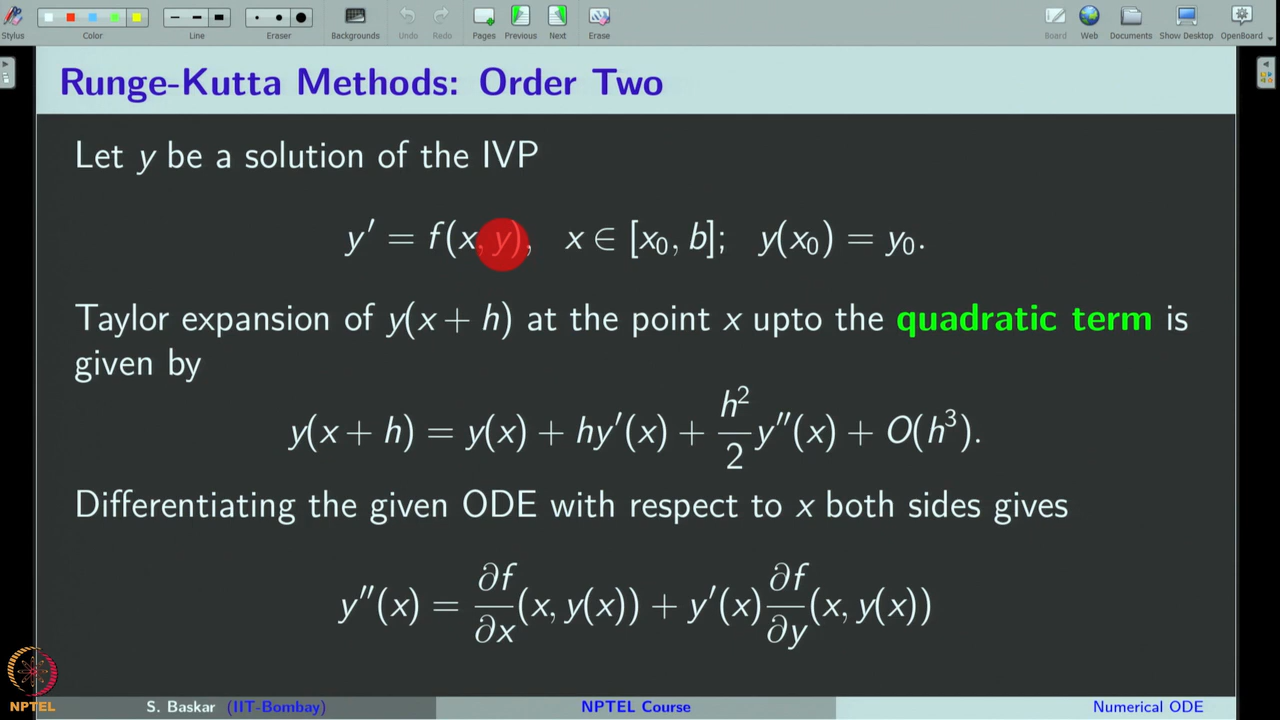 Stylus Color Line Eraser Backgrounds Undo Redo Pages Previous Next Erase Board Web Documents Show Desktop OpenBoard
Runge-Kutta Methods: Order Two
Let y be a solution of the IVP
y′ = f(x, y), x ∈ [x₀, b]; y(x₀) = y₀.
Taylor expansion of y(x + h) at the point x upto the quadratic term is
given by
y(x + h) = y(x) + hy′(x) + h²/2 y″(x) + O(h³).
Differentiating the given ODE with respect to x both sides gives
y″(x) = ∂f/∂x (x, y(x)) + y′(x) ∂f/∂y (x, y(x))
NPTEL
S. Baskar (IIT-Bombay) NPTEL Course Numerical ODE